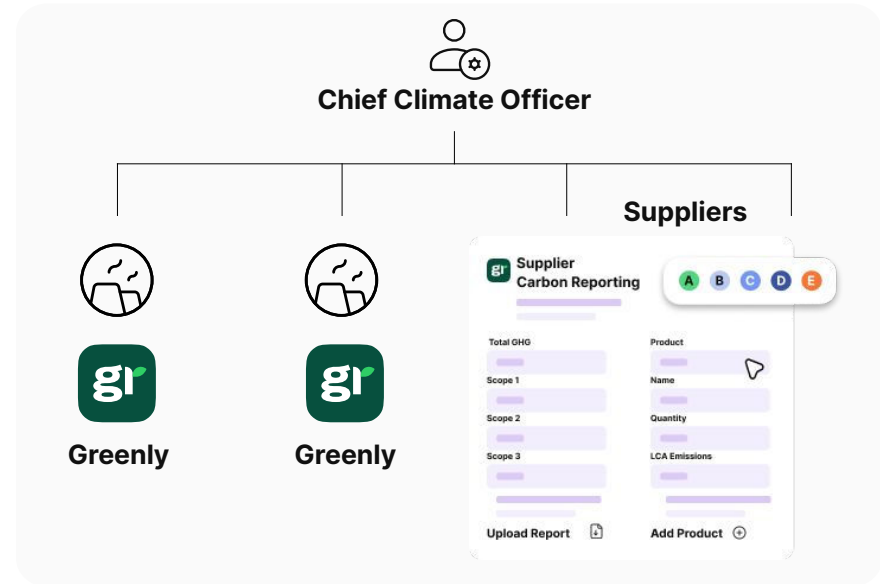 Chief Climate Officer
Suppliers
gr
Supplier
Carbon Reporting
A B C D E
gr
Greenly
gr
Greenly
Total GHG
Product
Scope 1
Name
Scope 2
Quantity
Scope 3
LCA Emissions
Upload Report
Add Product